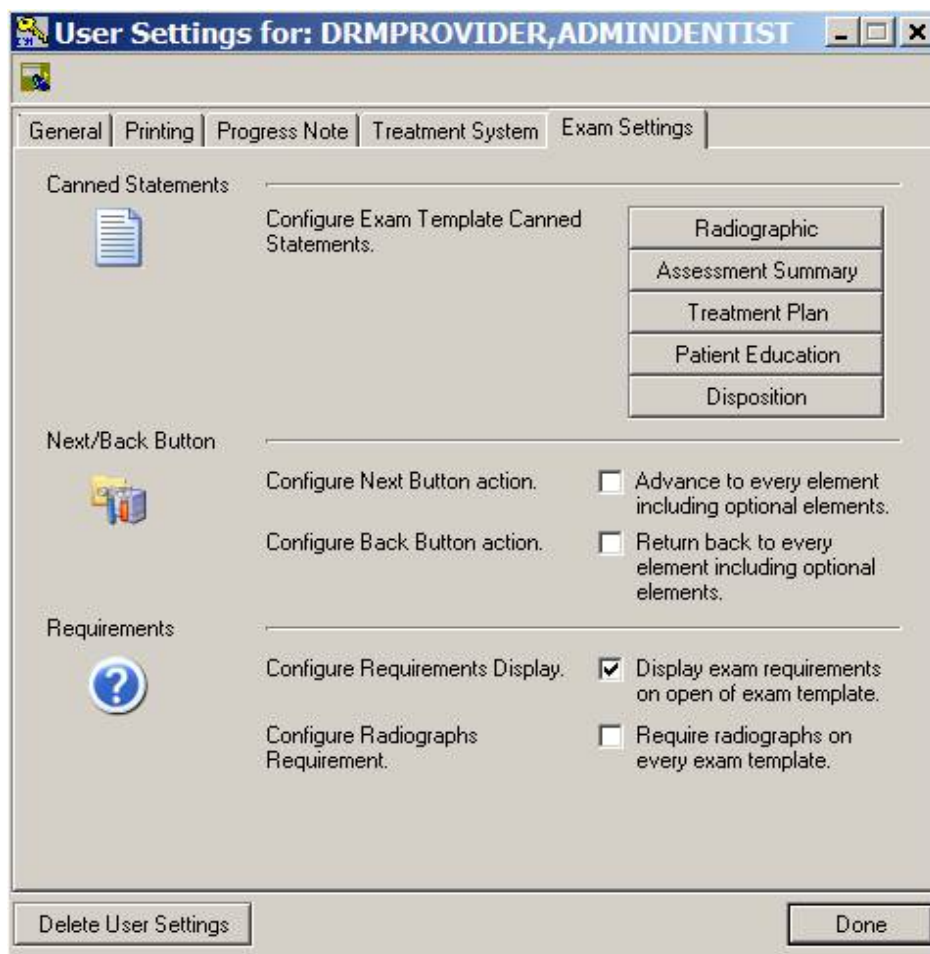 User Settings for: DRMPROVIDER,ADMINDENTIST
General Printing Progress Note Treatment System Exam Settings
Canned Statements
Configure Exam Template Canned
Statements.
Radiographic
Assessment Summary
Treatment Plan
Patient Education
Disposition
Next/Back Button
Configure Next Button action.
Advance to every element
including optional elements.
Configure Back Button action.
Return back to every
element including optional
elements.
Requirements
Configure Requirements Display.
Display exam requirements
on open of exam template.
Configure Radiographs
Requirement.
Require radiographs on
every exam template.
Delete User Settings
Done